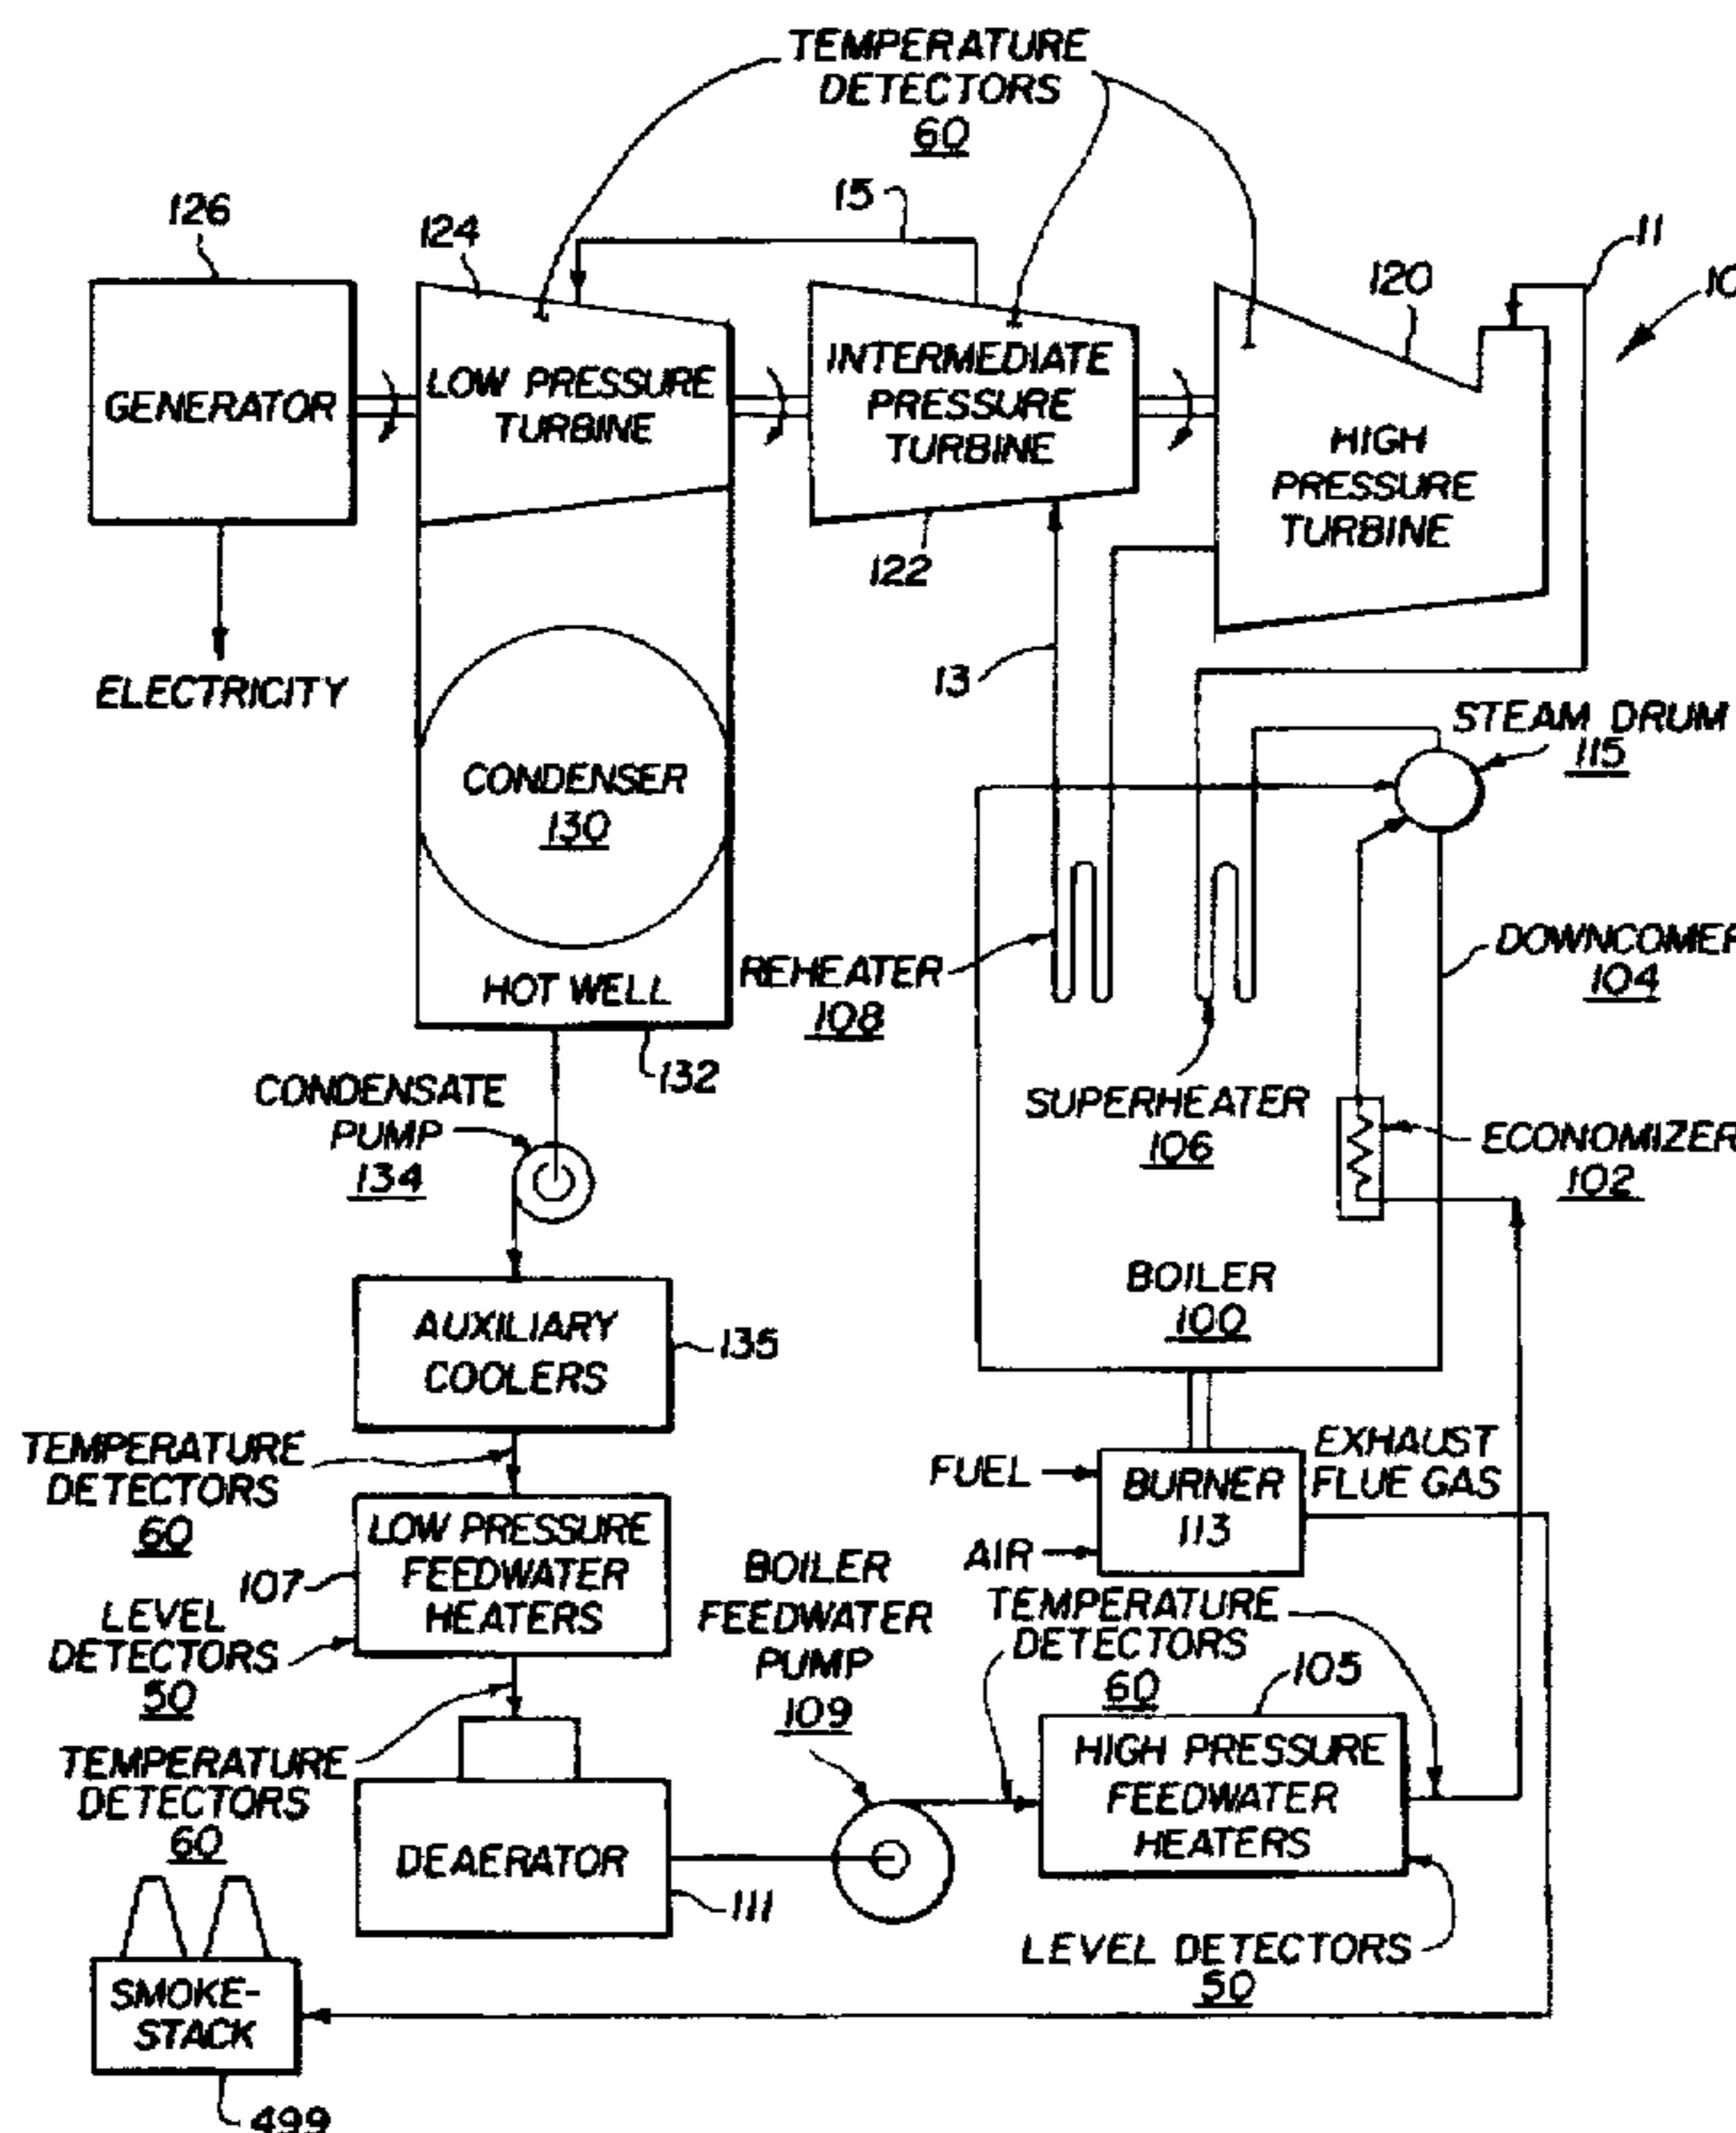 TEMPERATURE
DETECTORS
60
126
124
15
11
120
10
GENERATOR
LOW PRESSURE
TURBINE
INTERMEDIATE
PRESSURE
TURBINE
HIGH
PRESSURE
TURBINE
122
ELECTRICITY
13
STEAM DRUM
115
CONDENSER
130
REHEATER
108
DOWNCOMER
104
HOT WELL
132
CONDENSATE
PUMP
134
SUPERHEATER
106
ECONOMIZER
102
BOILER
100
AUXILIARY
COOLERS
135
TEMPERATURE
DETECTORS
60
FUEL
AIR
BURNER
113
EXHAUST
FLUE GAS
LOW PRESSURE
FEEDWATER
HEATERS
107
LEVEL
DETECTORS
50
BOILER
FEEDWATER
PUMP
109
TEMPERATURE
DETECTORS
60
105
HIGH PRESSURE
FEEDWATER
HEATERS
TEMPERATURE
DETECTORS
60
DEAERATOR
111
LEVEL DETECTORS
50
SMOKE-
STACK
499